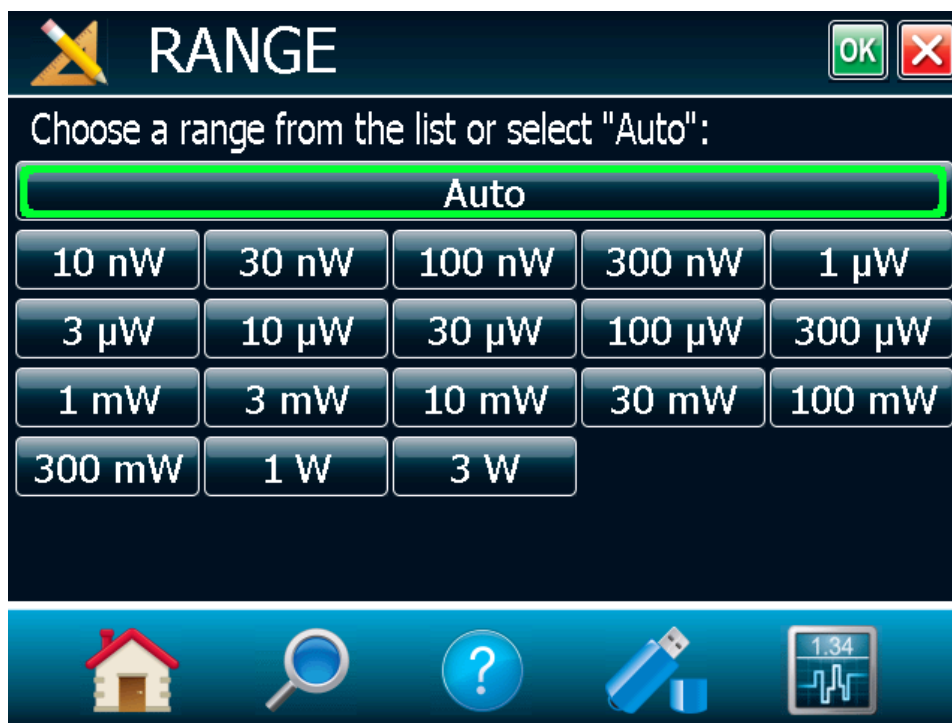 RANGE OK
Choose a range from the list or select "Auto":
Auto
10 nW 30 nW 100 nW 300 nW 1 µW
3 µW 10 µW 30 µW 100 µW 300 µW
1 mW 3 mW 10 mW 30 mW 100 mW
300 mW 1 W 3 W
? 1.34